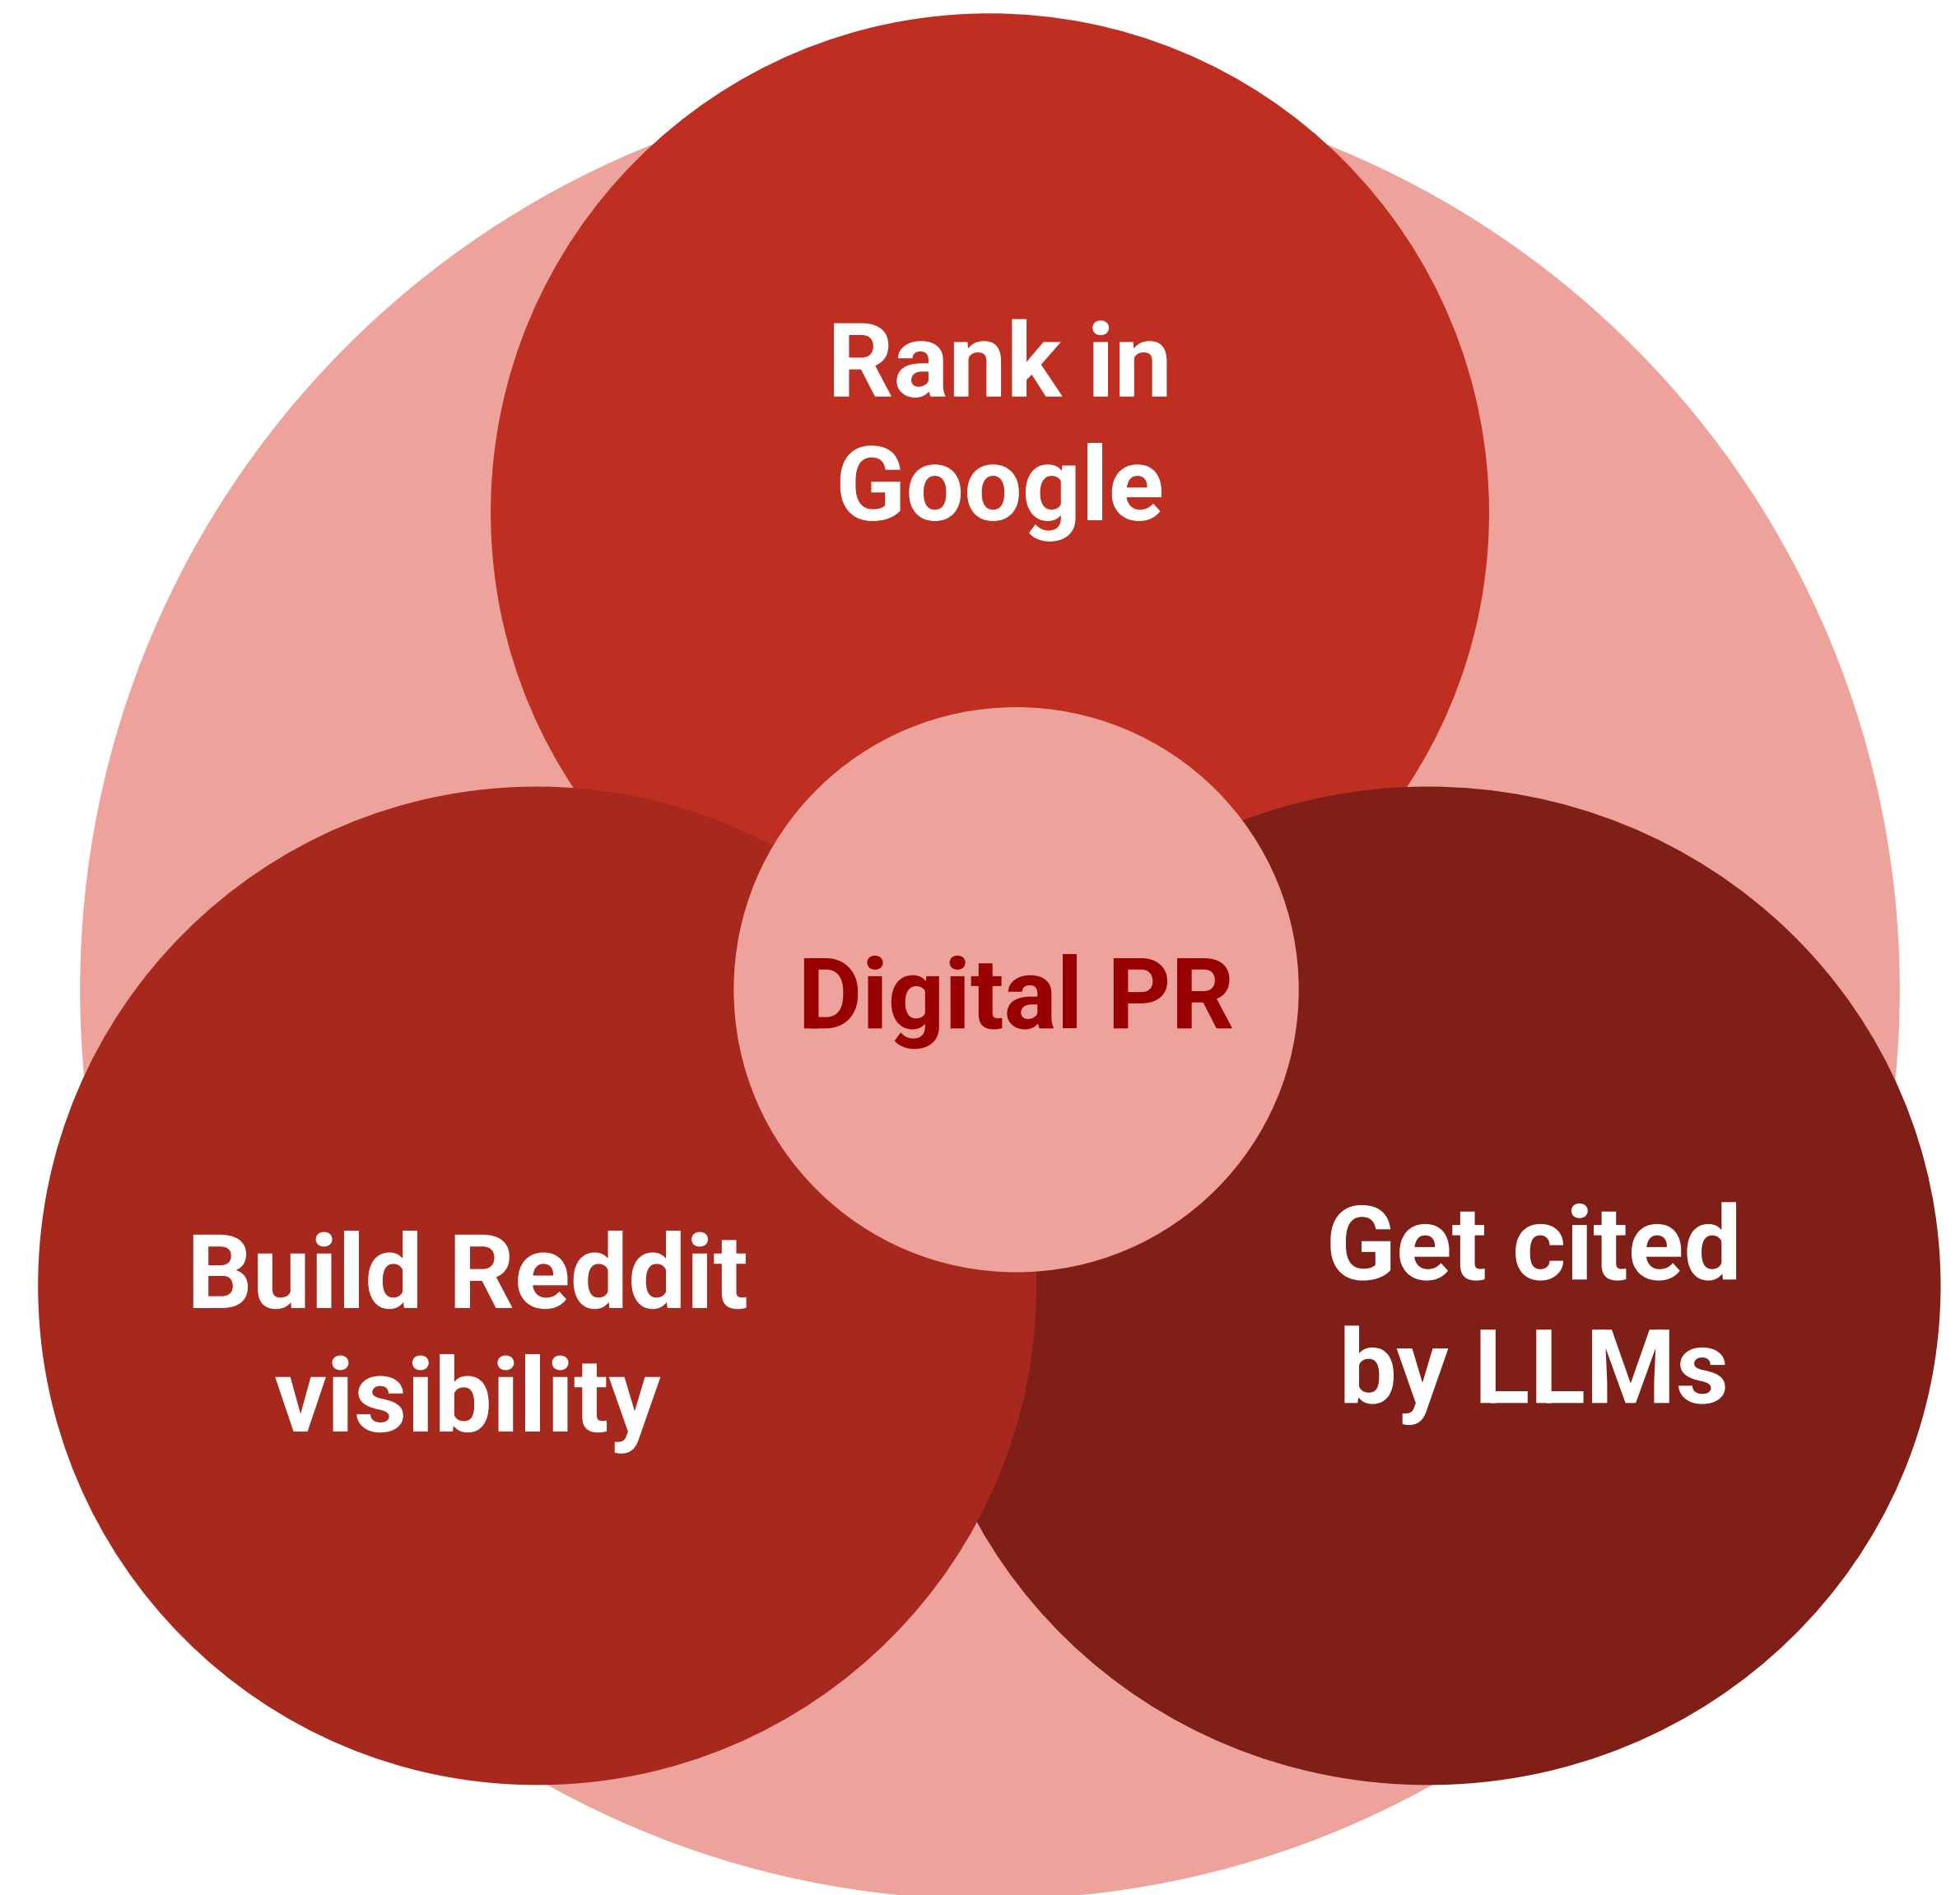 Rank in
Google
Digital PR
Build Reddit
visibility
Get cited
by LLMs